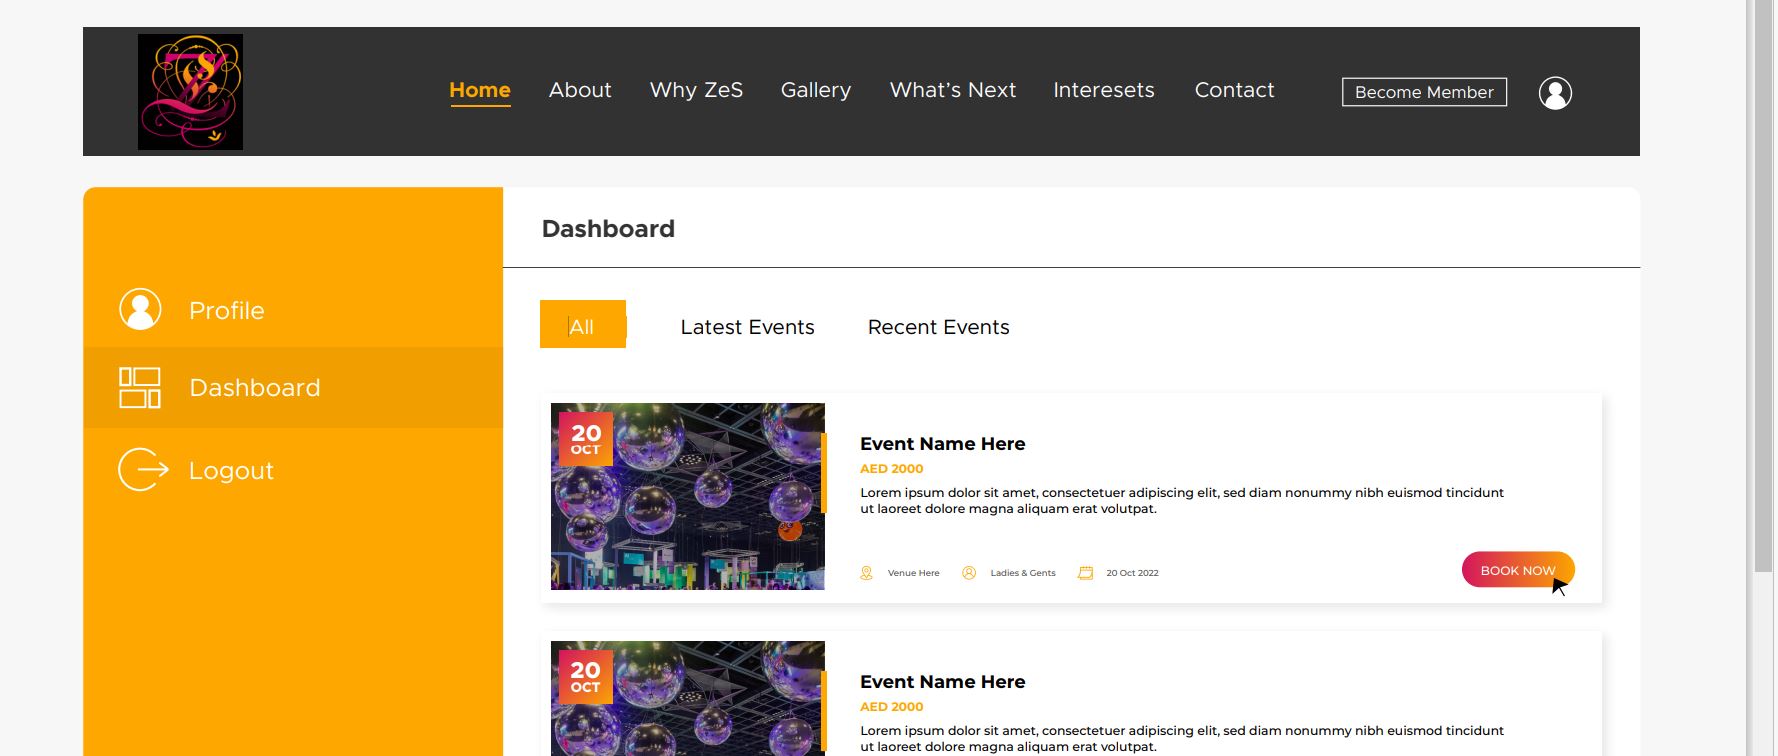 Home About Why ZeS Gallery What's Next Interesets Contact Become Member
Dashboard
Profile
Dashboard
Logout
All Latest Events Recent Events
20
OCT
Event Name Here
AED 2000
Lorem ipsum dolor sit amet, consectetuer adipiscing elit, sed diam nonummy nibh euismod tincidunt
ut laoreet dolore magna aliquam erat volutpat.
Venue Here Ladies & Gents 20 Oct 2022
BOOK NOW
20
OCT
Event Name Here
AED 2000
Lorem ipsum dolor sit amet, consectetuer adipiscing elit, sed diam nonummy nibh euismod tincidunt
ut laoreet dolore magna aliquam erat volutpat.